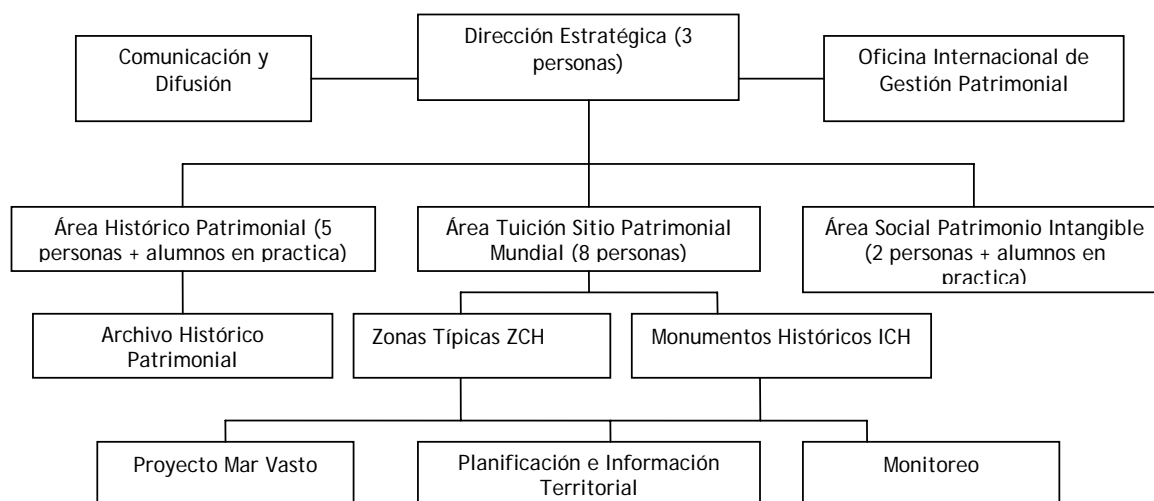 Comunicación y
Difusión
Dirección Estratégica (3
personas)
Oficina Internacional de
Gestión Patrimonial
Área Histórico Patrimonial (5
personas + alumnos en practica)
Área Tuición Sitio Patrimonial
Mundial (8 personas)
Área Social Patrimonio Intangible
(2 personas + alumnos en
practica)
Archivo Histórico
Patrimonial
Zonas Típicas ZCH
Monumentos Históricos ICH
Proyecto Mar Vasto
Planificación e Información
Territorial
Monitoreo